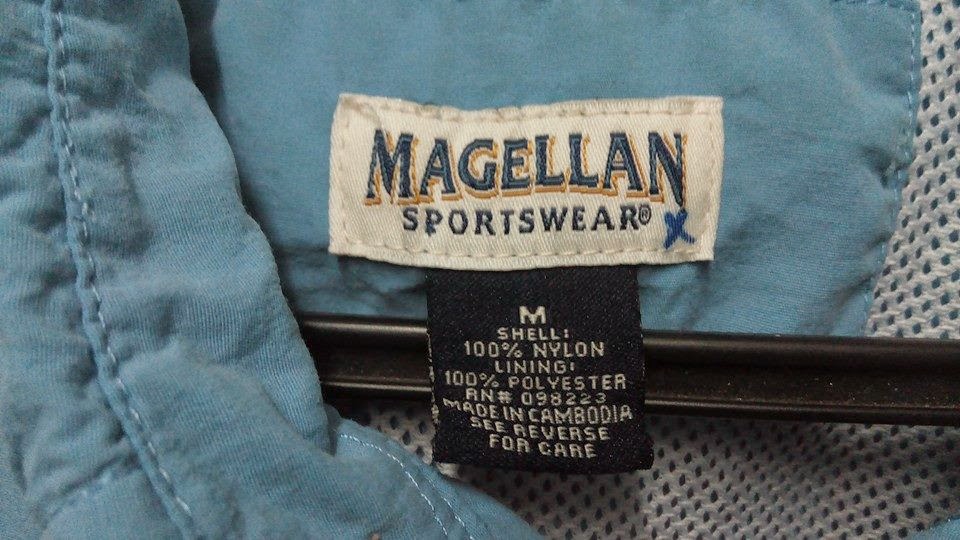 MAGELLAN
SPORTSWEAR®
X
M
SHELL:
100% NYLON
LINING:
100% POLYESTER
RN# 098223
MADE IN CAMBODIA
SEE REVERSE
FOR CARE